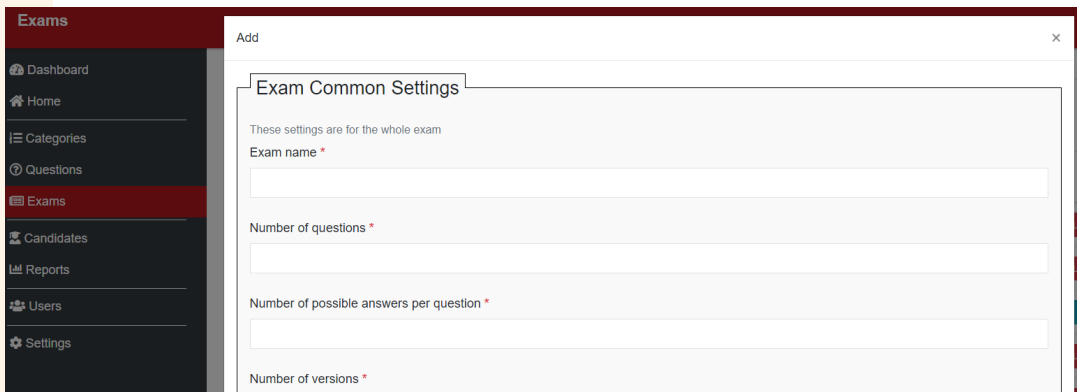 Exams
Add
×
Dashboard
Home
Categories
Questions
Exams
Candidates
Reports
Users
Settings
Exam Common Settings
These settings are for the whole exam
Exam name *
Number of questions *
Number of possible answers per question *
Number of versions *